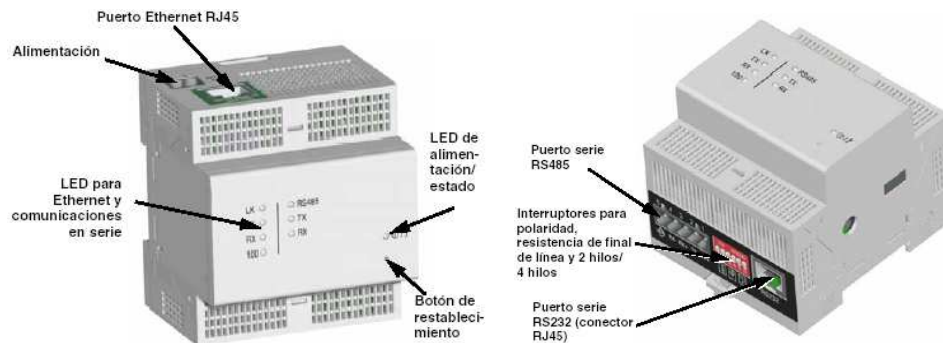 Puerto Ethernet RJ45
Alimentación
LED para
Ethernet y
comunicaciones
en serie
LK
RX
100
RS485
TX
RX
LED de
alimen-
tación/
estado
Botón de
restableci-
miento
LK
TX
RX
100
RS485
TX
RX
Puerto serie
RS485
Interruptores para
polaridad,
resistencia de final
de línea y 2 hilos/
4 hilos
Puerto serie
RS232 (conector
RJ45)